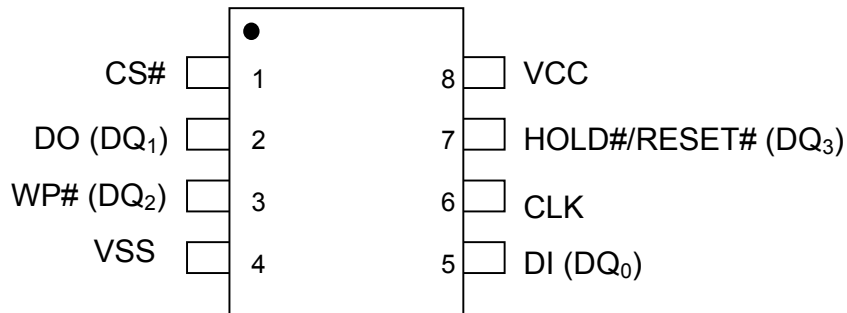 CS# 1 8 VCC
DO (DQ₁) 2 7 HOLD#/RESET# (DQ₃)
WP# (DQ₂) 3 6 CLK
VSS 4 5 DI (DQ₀)